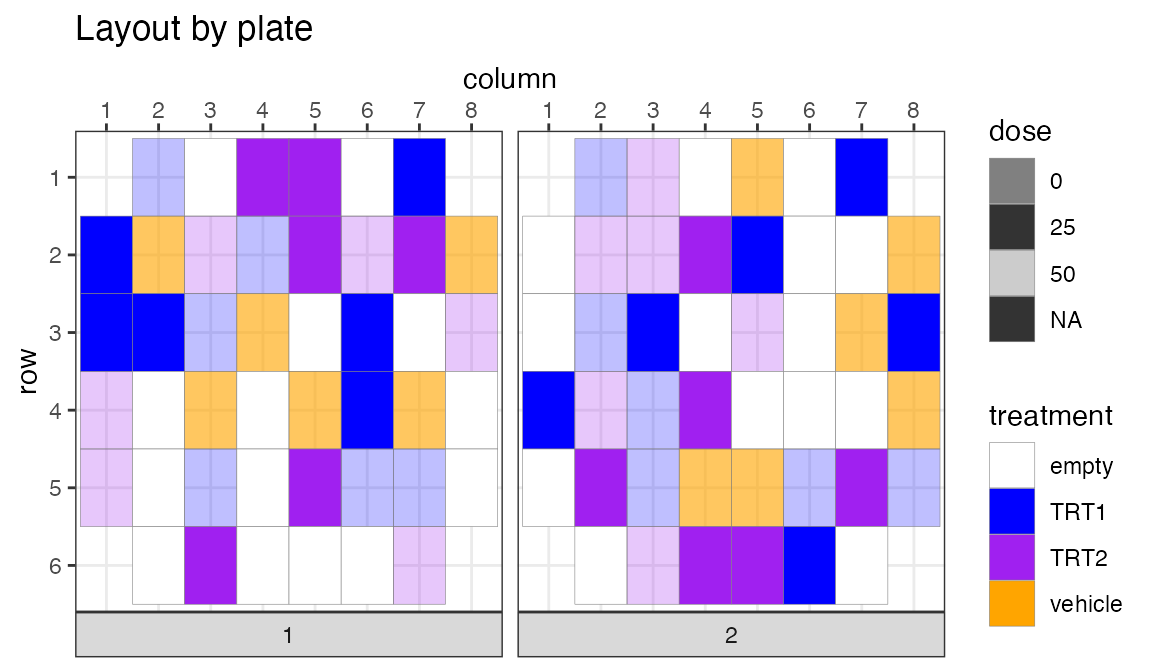 Layout by plate
column
1 2 3 4 5 6 7 8 1 2 3 4 5 6 7 8
row
1
2
3
4
5
6
1 2
dose
0
25
50
NA
treatment
empty
TRT1
TRT2
vehicle